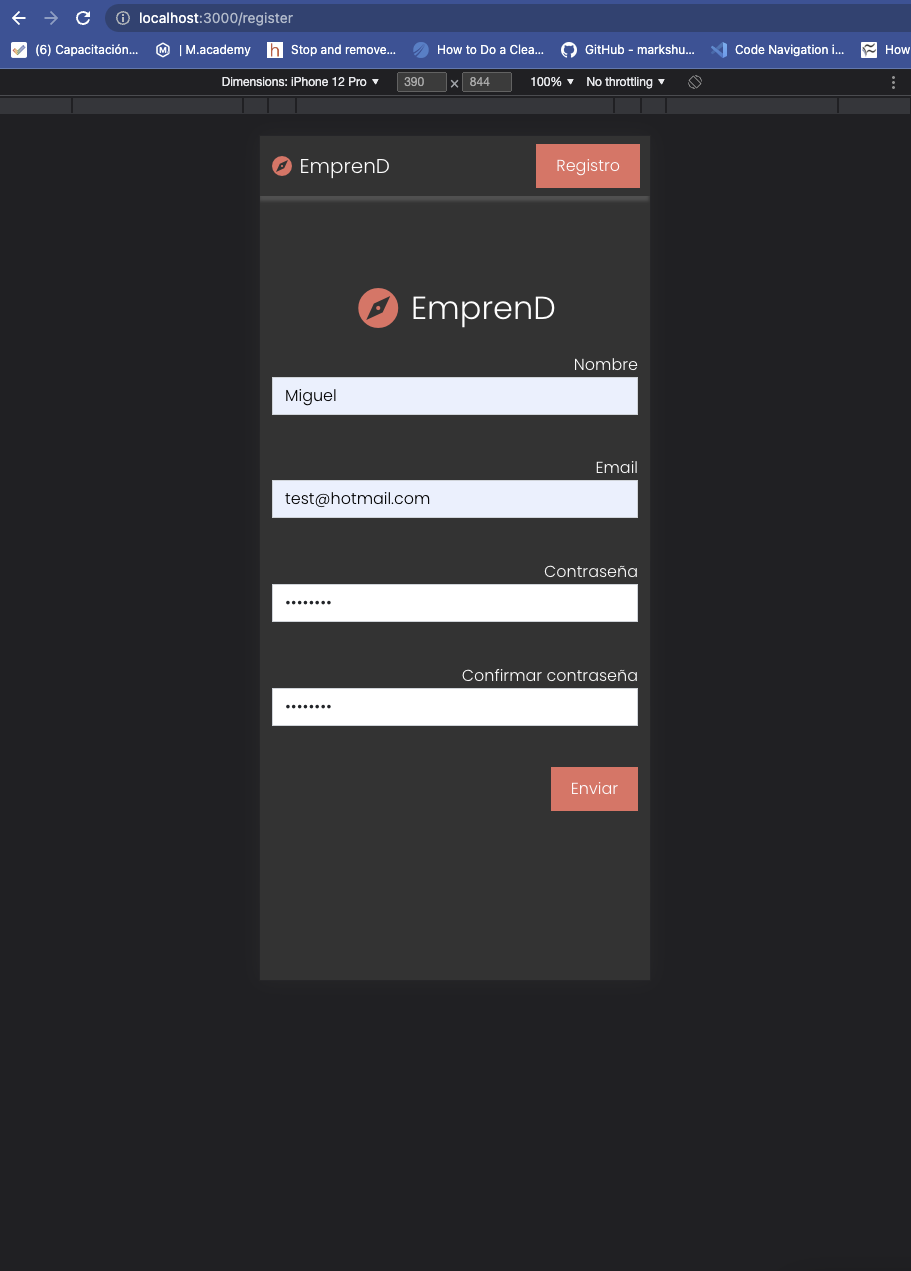 localhost:3000/register
(6) Capacitación...
| M.academy
h Stop and remove...
How to Do a Clea...
GitHub - markshu...
Code Navigation i...
How
Dimensions: iPhone 12 Pro ▼ 390 × 844 100% ▼ No throttling ▼
EmprenD
Registro
EmprenD
Nombre
Miguel
Email
test@hotmail.com
Contraseña
••••••••
Confirmar contraseña
••••••••
Enviar